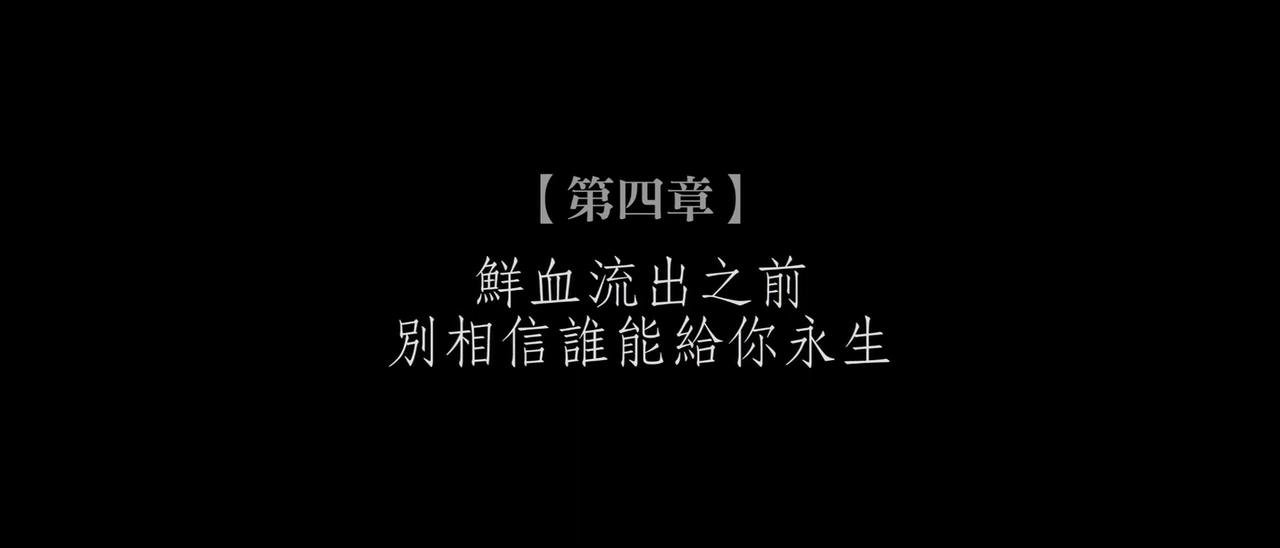 【第四章】
鮮血流出之前
別相信誰能給你永生